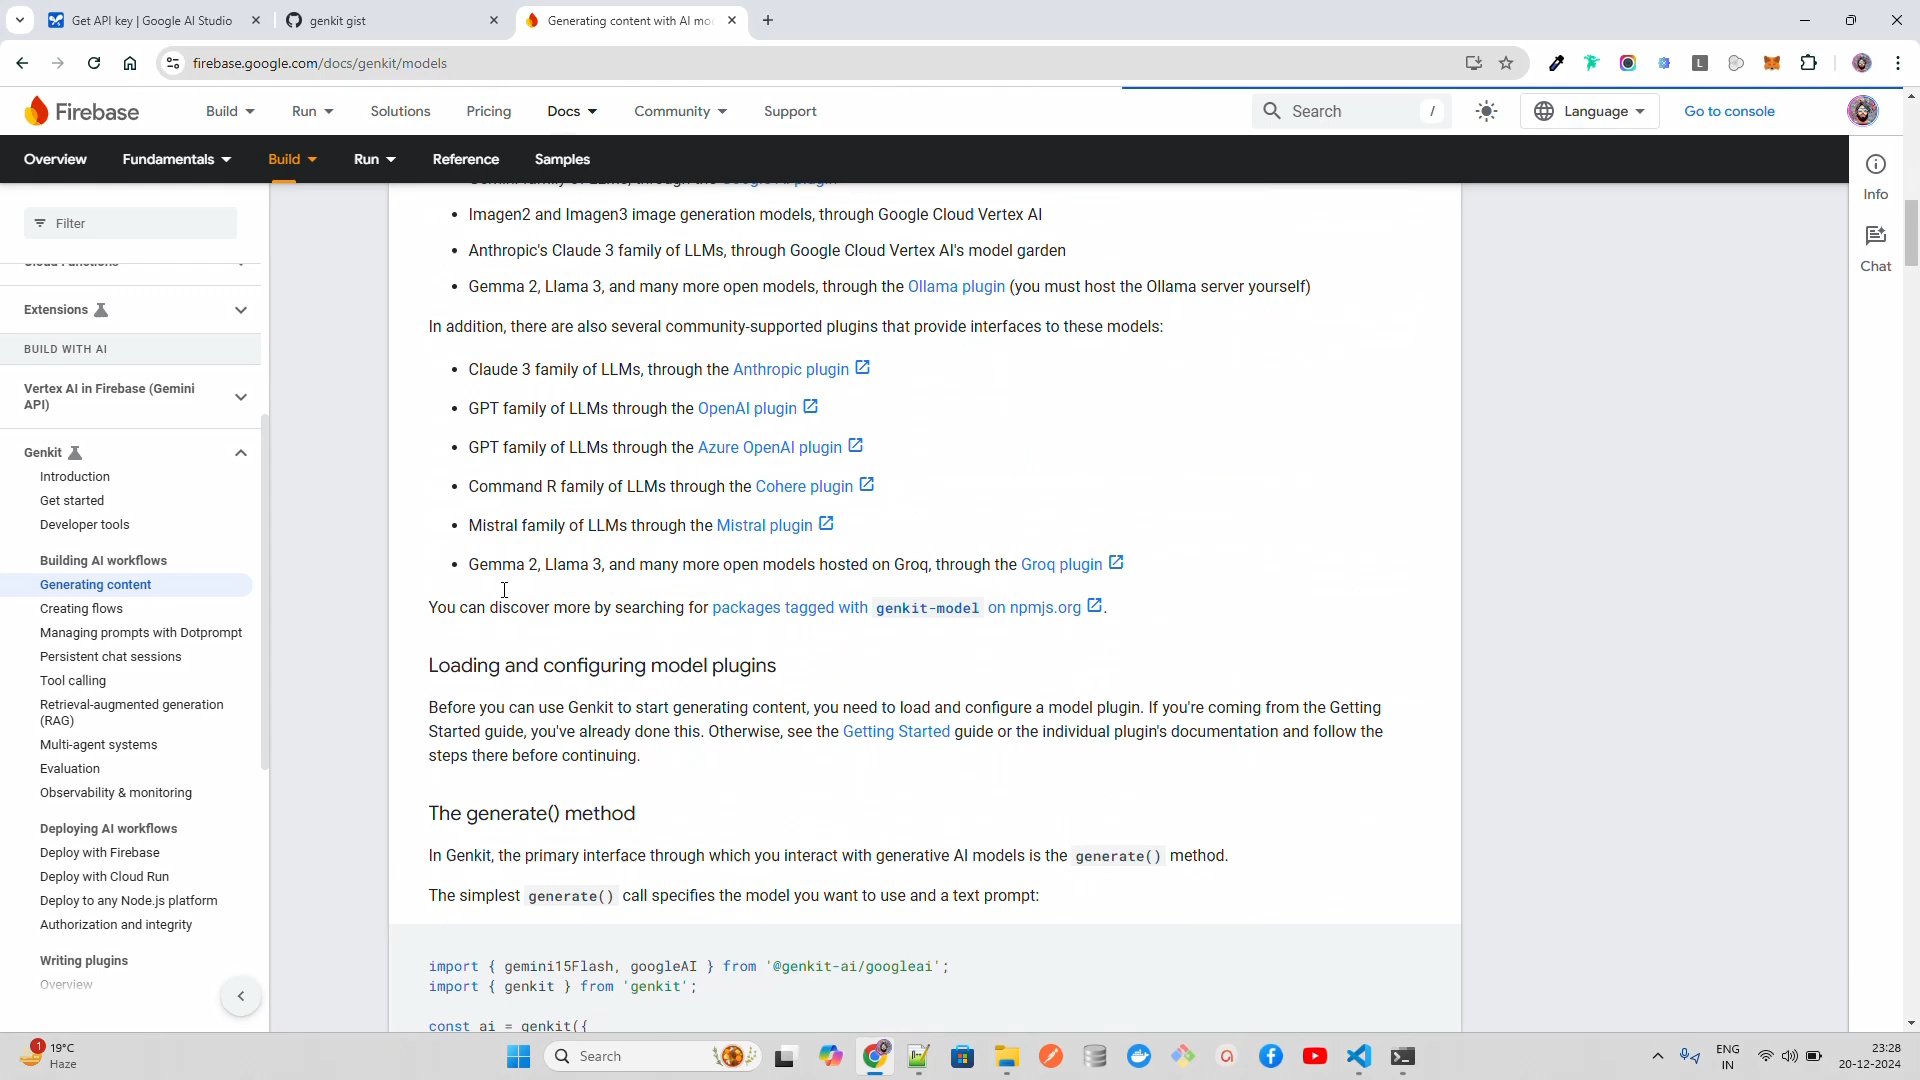 Get API key | Google AI Studio
genkit gist
Generating content with AI mo
firebase.google.com/docs/genkit/models
Firebase
Build
Run
Solutions
Pricing
Docs
Community
Support
Search
/
Language
Go to console
Overview
Fundamentals
Build
Run
Reference
Samples
Info
Chat
Filter
Extensions
BUILD WITH AI
Vertex AI in Firebase (Gemini
API)
Genkit
Introduction
Get started
Developer tools
Building AI workflows
Generating content
Creating flows
Managing prompts with Dotprompt
Persistent chat sessions
Tool calling
Retrieval-augmented generation
(RAG)
Multi-agent systems
Evaluation
Observability & monitoring
Deploying AI workflows
Deploy with Firebase
Deploy with Cloud Run
Deploy to any Node.js platform
Authorization and integrity
Writing plugins
Overview
• Imagen2 and Imagen3 image generation models, through Google Cloud Vertex AI
• Anthropic's Claude 3 family of LLMs, through Google Cloud Vertex AI's model garden
• Gemma 2, Llama 3, and many more open models, through the Ollama plugin (you must host the Ollama server yourself)
In addition, there are also several community-supported plugins that provide interfaces to these models:
• Claude 3 family of LLMs, through the Anthropic plugin
• GPT family of LLMs through the OpenAI plugin
• GPT family of LLMs through the Azure OpenAI plugin
• Command R family of LLMs through the Cohere plugin
• Mistral family of LLMs through the Mistral plugin
• Gemma 2, Llama 3, and many more open models hosted on Groq, through the Groq plugin
You can discover more by searching for packages tagged with genkit-model on npmjs.org .
Loading and configuring model plugins
Before you can use Genkit to start generating content, you need to load and configure a model plugin. If you're coming from the Getting
Started guide, you've already done this. Otherwise, see the Getting Started guide or the individual plugin's documentation and follow the
steps there before continuing.
The generate() method
In Genkit, the primary interface through which you interact with generative AI models is the generate() method.
The simplest generate() call specifies the model you want to use and a text prompt:
import { gemini15Flash, googleAI } from '@genkit-ai/googleai';
import { genkit } from 'genkit';
const ai = genkit({
1
19°C
Haze
Search
ENG
IN
23:28
20-12-2024